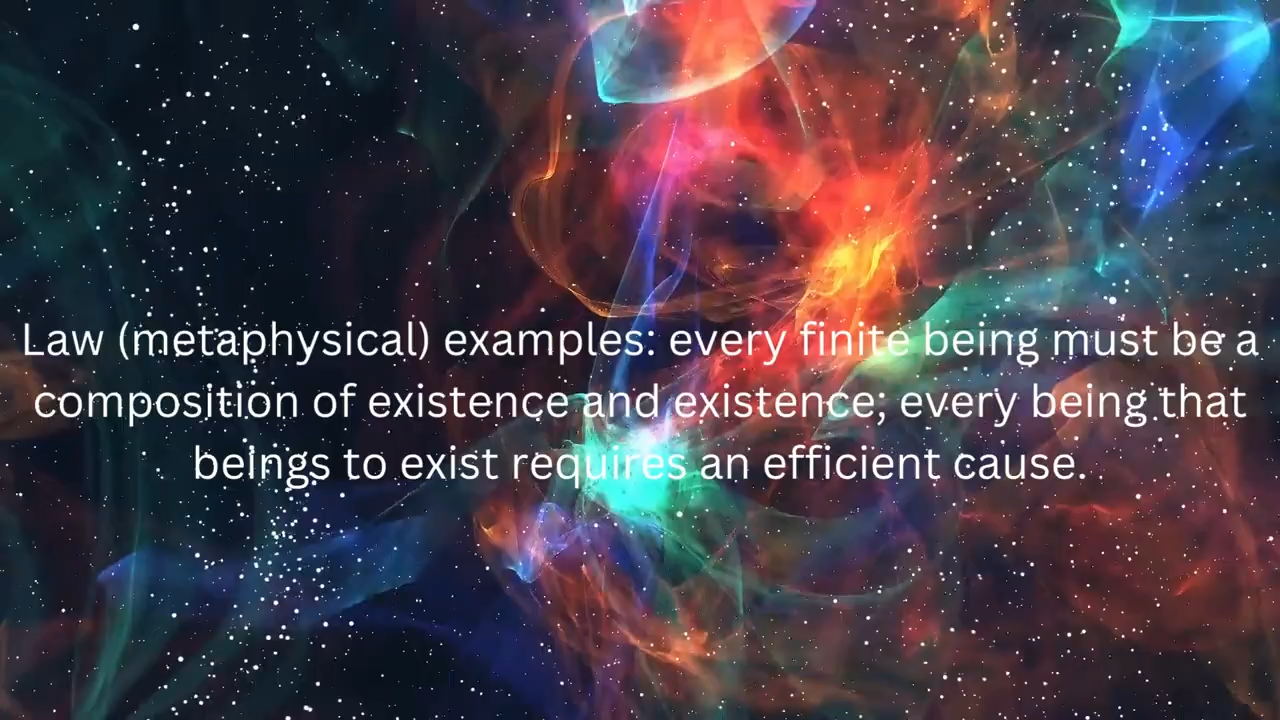 Law (metaphysical) examples: every finite being must be a
composition of existence and existence; every being that
beings to exist requires an efficient cause.